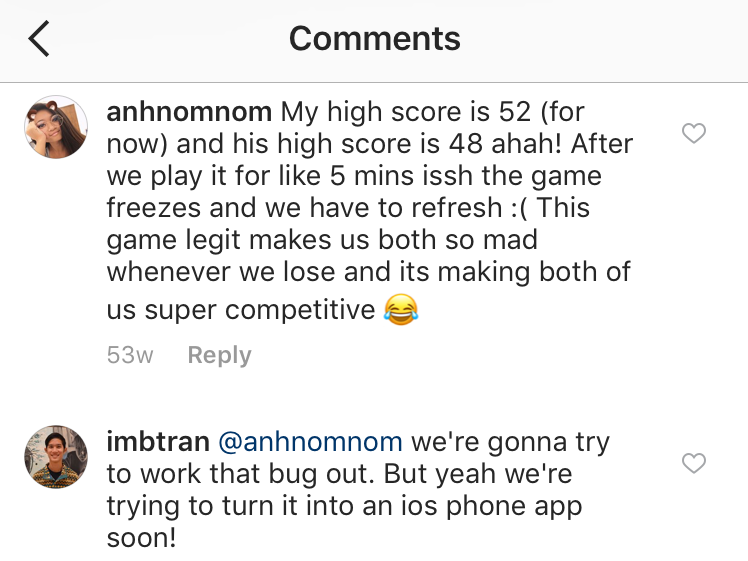 Comments
anhnomnom My high score is 52 (for
now) and his high score is 48 ahah! After
we play it for like 5 mins issh the game
freezes and we have to refresh :( This
game legit makes us both so mad
whenever we lose and its making both of
us super competitive 😂
53w Reply
imbtran @anhnomnom we're gonna try
to work that bug out. But yeah we're
trying to turn it into an ios phone app
soon!